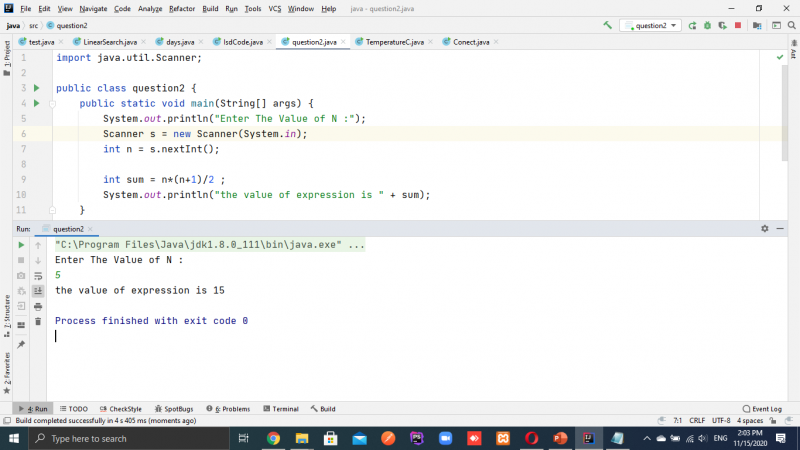 File Edit View Navigate Code Analyze Refactor Build Run Tools VCS Window Help java - question2.java
java src question2 question2
test.java LinearSearch.java days.java lsdCode.java question2.java TemperatureC.java Conect.java
1 import java.util.Scanner;
2
3 public class question2 {
4 public static void main(String[] args) {
5 System.out.println("Enter The Value of N :");
6 Scanner s = new Scanner(System.in);
7 int n = s.nextInt();
8
9 int sum = n*(n+1)/2 ;
10 System.out.println("the value of expression is " + sum);
11 }
1: Project
Ant
Run: question2
"C:\Program Files\Java\jdk1.8.0_111\bin\java.exe" ...
Enter The Value of N :
5
the value of expression is 15
Process finished with exit code 0
7: Structure
2: Favorites
4: Run TODO CheckStyle SpotBugs 6: Problems Terminal Build Event Log
Build completed successfully in 4 s 405 ms (moments ago) 7:1 CRLF UTF-8 4 spaces
Type here to search
2:03 PM
11/15/2020